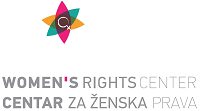 WOMEN'S RIGHTS CENTER
CENTAR ZA ŽENSKA PRAVA